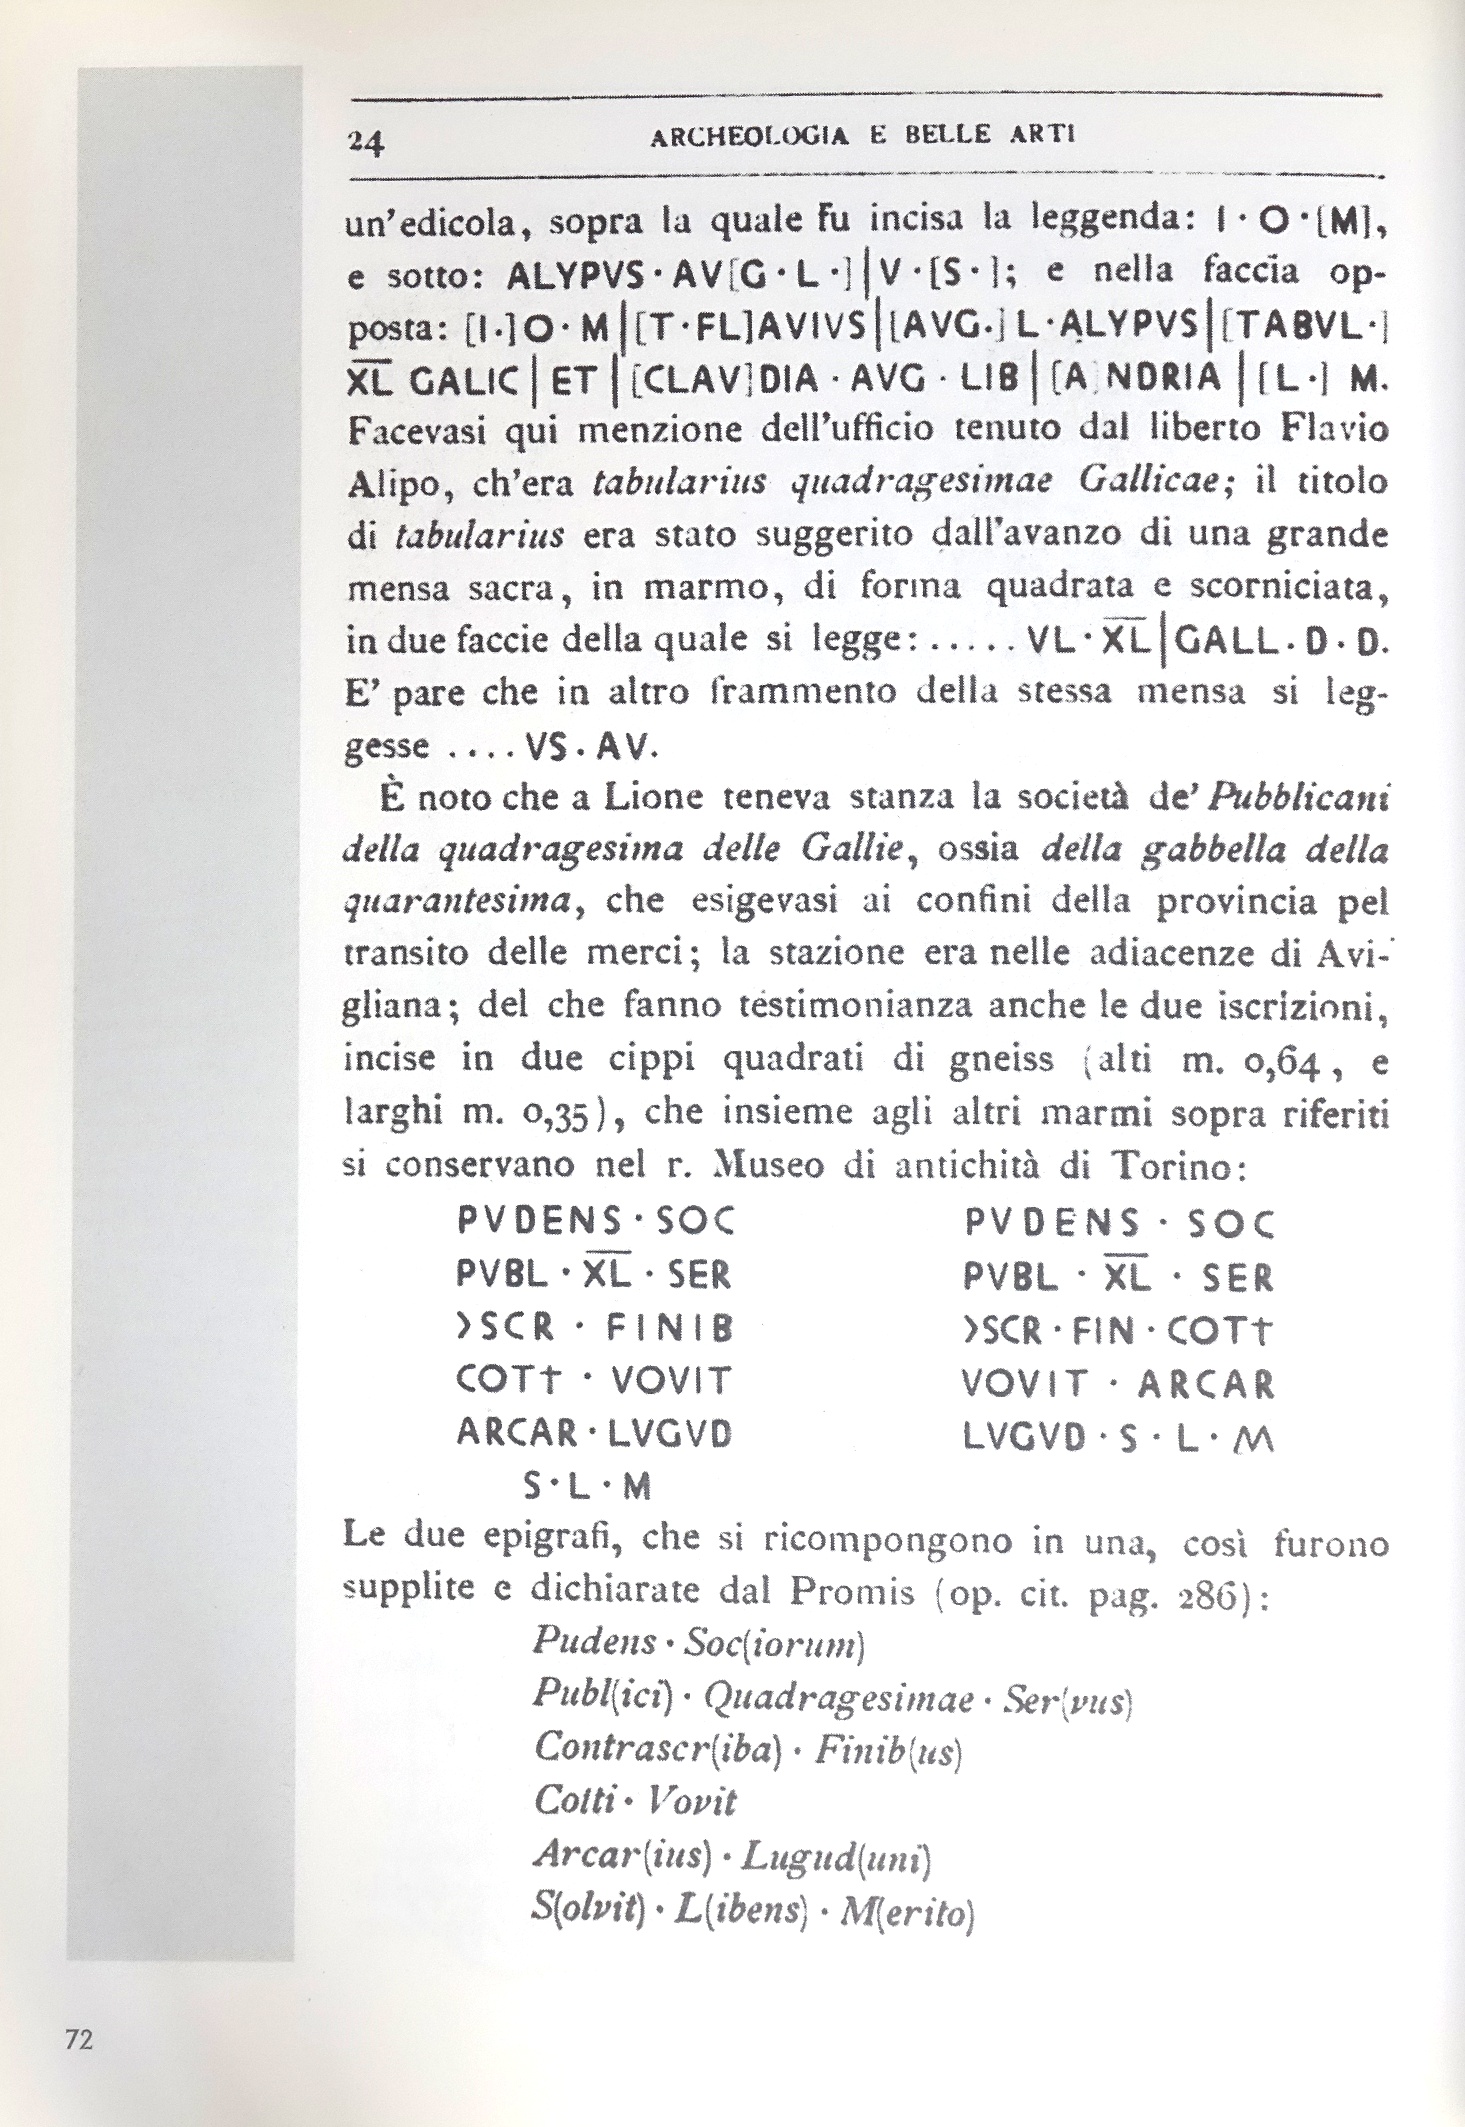 24 ARCHEOLOGIA E BELLE ARTI
un'edicola, sopra la quale fu incisa la leggenda: I · O · [M],
e sotto: ALYPVS · AV[G · L ·] | V · [S · ]; e nella faccia op-
posta: [I ·] O · M | [T · FL]AVIVS | [AVG.] L · ALYPVS | [TABVL ·]
X̅L̅ GALIC | ET | [CLAV]DIA · AVG · LIB | [A]NDRIA | [L ·] M.
Facevasi qui menzione dell'ufficio tenuto dal liberto Flavio
Alipo, ch'era tabularius quadragesimae Gallicae; il titolo
di tabularius era stato suggerito dall'avanzo di una grande
mensa sacra, in marmo, di forma quadrata e scorniciata,
in due faccie della quale si legge: ..... VL · X̅L̅ | GALL. D · D.
E' pare che in altro frammento della stessa mensa si leg-
gesse .... VS. AV.
È noto che a Lione teneva stanza la società de' Pubblicani
della quadragesima delle Gallie, ossia della gabbella della
quarantesima, che esigevasi ai confini della provincia pel
transito delle merci; la stazione era nelle adiacenze di Avi-
gliana; del che fanno testimonianza anche le due iscrizioni,
incise in due cippi quadrati di gneiss (alti m. 0,64, e
larghi m. 0,35), che insieme agli altri marmi sopra riferiti
si conservano nel r. Museo di antichità di Torino:
PVDENS · SOC
PVBL · X̅L̅ · SER
>SCR · FINIB
COT† · VOVIT
ARCAR · LVGVD
S · L · M
PVDENS · SOC
PVBL · X̅L̅ · SER
>SCR · FIN · COT†
VOVIT · ARCAR
LVGVD · S · L · M
Le due epigrafi, che si ricompongono in una, così furono
supplite e dichiarate dal Promis (op. cit. pag. 286):
Pudens · Soc(iorum)
Publ(ici) · Quadragesimae · Ser(vus)
Contrascr(iba) · Finib(us)
Cotti · Vovit
Arcar(ius) · Lugud(uni)
S(olvit) · L(ibens) · M(erito)
72